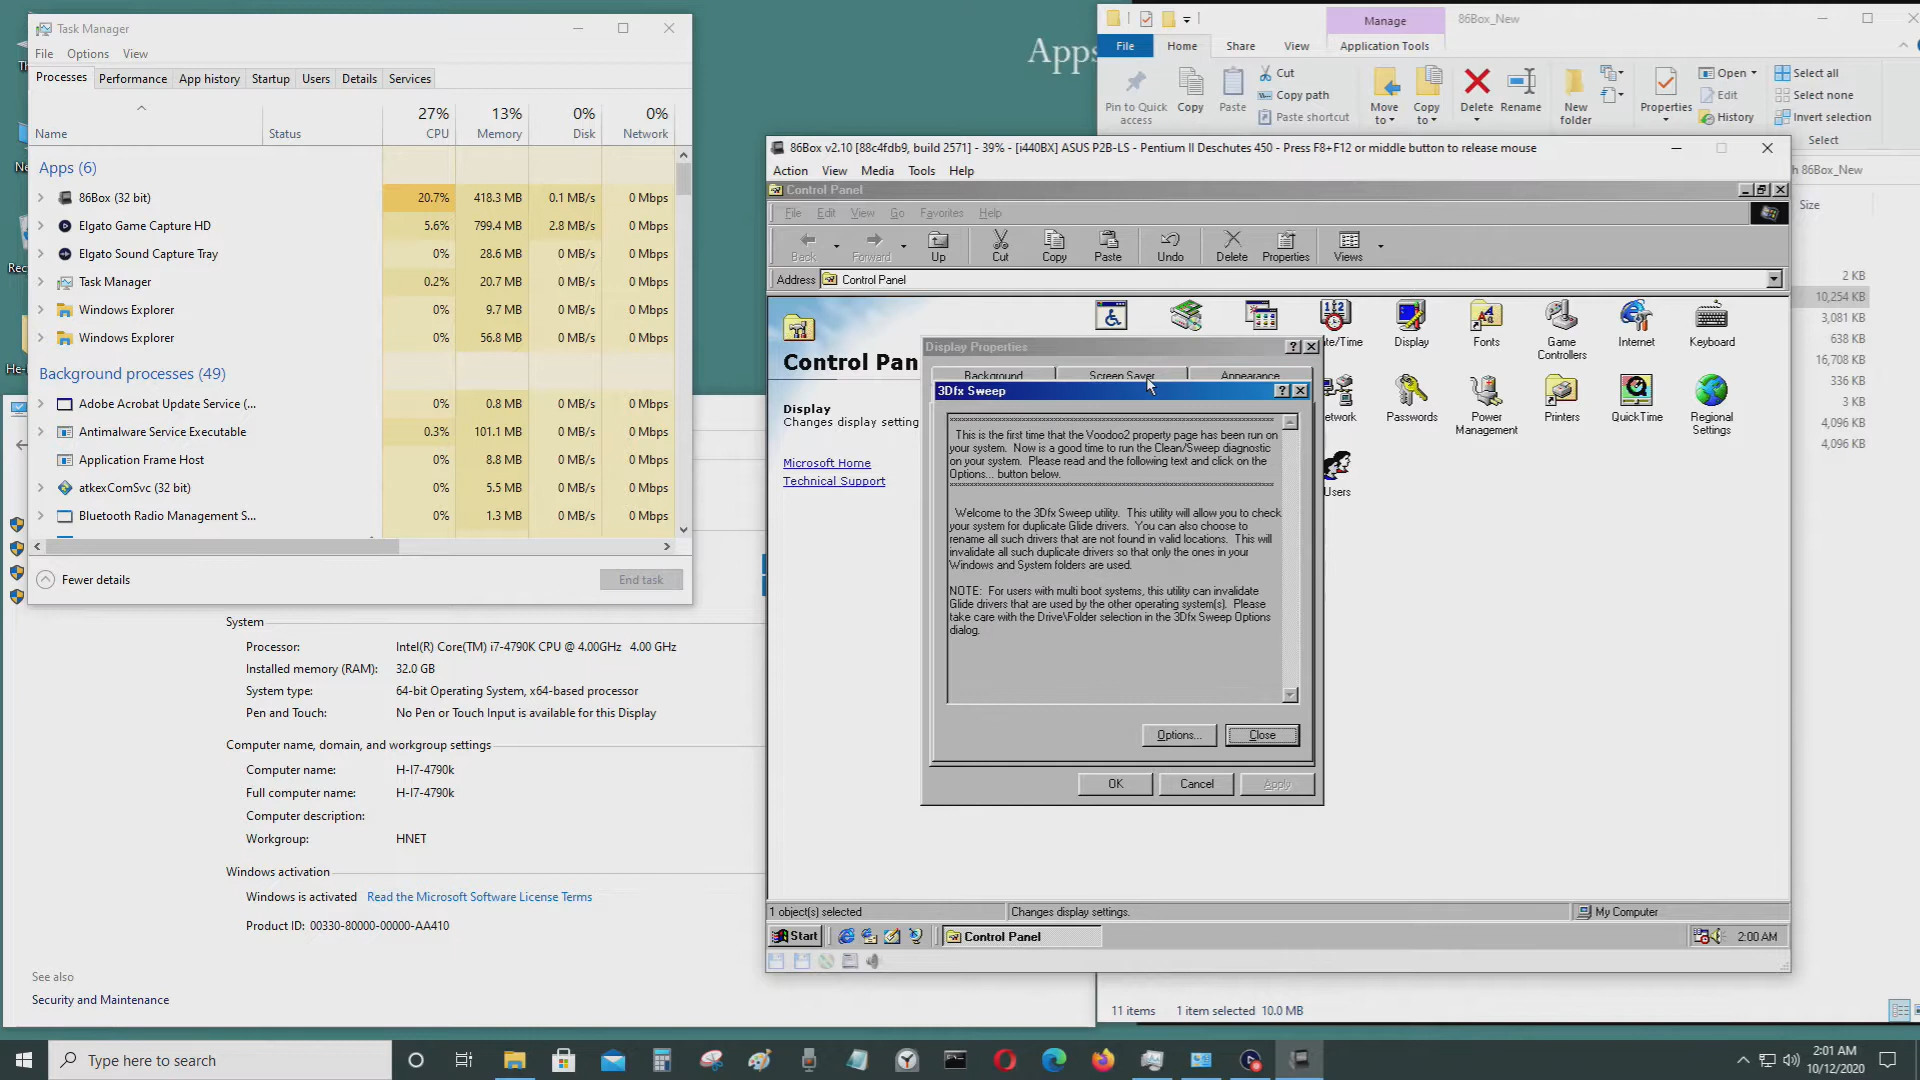 Task Manager
File Options View
Processes Performance App history Startup Users Details Services
27% 13% 0% 0%
Name Status CPU Memory Disk Network
Apps (6)
86Box (32 bit) 20.7% 418.3 MB 0.1 MB/s 0 Mbps
Elgato Game Capture HD 5.6% 799.4 MB 2.8 MB/s 0 Mbps
Elgato Sound Capture Tray 0% 28.6 MB 0 MB/s 0 Mbps
Task Manager 0.2% 20.7 MB 0 MB/s 0 Mbps
Windows Explorer 0% 9.7 MB 0 MB/s 0 Mbps
Windows Explorer 0% 56.8 MB 0 MB/s 0 Mbps
Background processes (49)
Adobe Acrobat Update Service (... 0% 0.8 MB 0 MB/s 0 Mbps
Antimalware Service Executable 0.3% 101.1 MB 0 MB/s 0 Mbps
Application Frame Host 0% 8.8 MB 0 MB/s 0 Mbps
atkexComSvc (32 bit) 0% 5.5 MB 0 MB/s 0 Mbps
Bluetooth Radio Management S... 0% 1.3 MB 0 MB/s 0 Mbps
Fewer details End task
System
Processor: Intel(R) Core(TM) i7-4790K CPU @ 4.00GHz 4.00 GHz
Installed memory (RAM): 32.0 GB
System type: 64-bit Operating System, x64-based processor
Pen and Touch: No Pen or Touch Input is available for this Display
Computer name, domain, and workgroup settings
Computer name: H-I7-4790k
Full computer name: H-I7-4790k
Computer description:
Workgroup: HNET
Windows activation
Windows is activated Read the Microsoft Software License Terms
Product ID: 00330-80000-00000-AA410
See also
Security and Maintenance
Apps
Manage 86Box_New
File Home Share View Application Tools
Pin to Quick access
Copy
Paste
Cut
Copy path
Paste shortcut
Move to
Copy to
Delete
Rename
New folder
Properties
Open
Edit
History
Select all
Select none
Invert selection
Select
h 86Box_New
Size
2 KB
10,254 KB
3,081 KB
638 KB
16,708 KB
336 KB
3 KB
4,096 KB
4,096 KB
11 items 1 item selected 10.0 MB
86Box v2.10 [88c4fdb9, build 2571] - 39% - [i440BX] ASUS P2B-LS - Pentium II Deschutes 450 - Press F8+F12 or middle button to release mouse
Action View Media Tools Help
Control Panel
File Edit View Go Favorites Help
Back Forward Up Cut Copy Paste Undo Delete Properties Views
Address Control Panel
Control Pan
Display
Changes display setting
Microsoft Home
Technical Support
te/Time Display Fonts Game Controllers Internet Keyboard
etwork Passwords Power Management Printers QuickTime Regional Settings
Users
Display Properties
Background Screen Saver Appearance
3Dfx Sweep
This is the first time that the Voodoo2 property page has been run on
your system. Now is a good time to run the Clean/Sweep diagnostic
on your system. Please read and the following text and click on the
Options... button below.
Welcome to the 3Dfx Sweep utility. This utility will allow you to check
your system for duplicate Glide drivers. You can also choose to
rename all such drivers that are not found in valid locations. This will
invalidate all such duplicate drivers so that only the ones in your
Windows and System folders are used.
NOTE: For users with multi boot systems, this utility can invalidate
Glide drivers that are used by the other operating system(s). Please
take care with the Drive\Folder selection in the 3Dfx Sweep Options
dialog.
Options... Close
OK Cancel Apply
1 object(s) selected Changes display settings. My Computer
Start Control Panel 2:00 AM
Type here to search
2:01 AM
10/12/2020